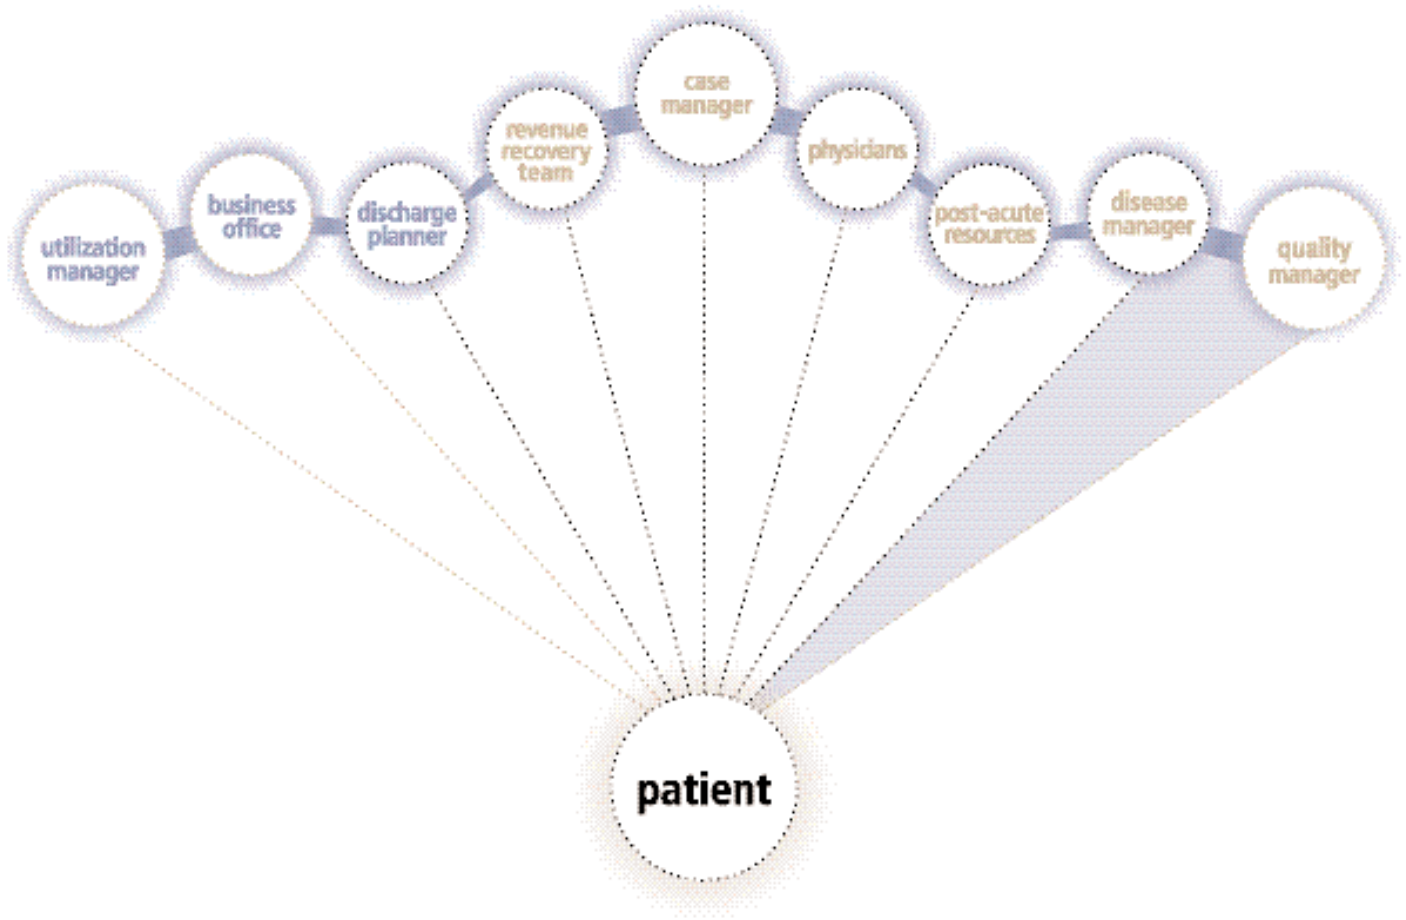 utilization
manager
business
office
discharge
planner
revenue
recovery
team
case
manager
physicians
post-acute
resources
disease
manager
quality
manager
patient